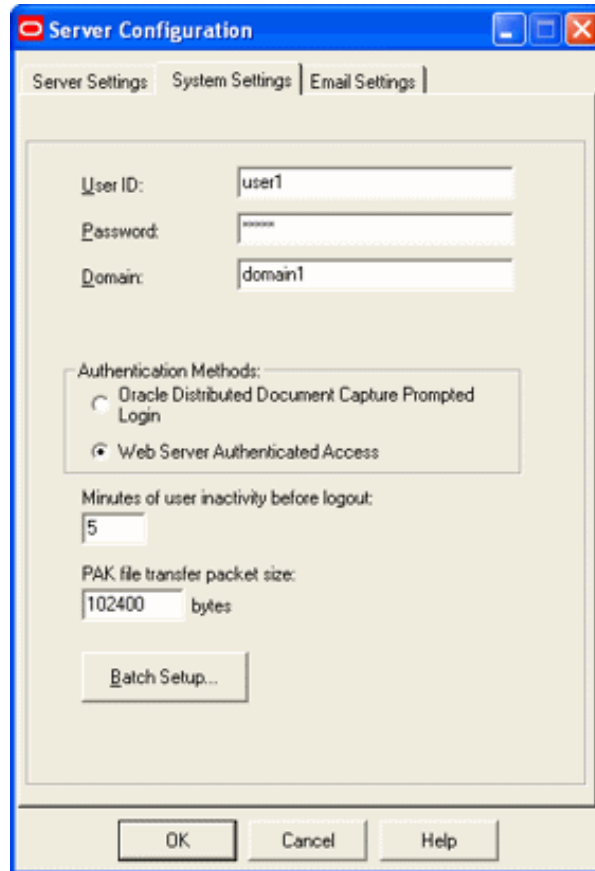 Server Configuration
Server Settings
System Settings
Email Settings
User ID:
user1
Password:
*****
Domain:
domain1
Authentication Methods:
Oracle Distributed Document Capture Prompted
Login
Web Server Authenticated Access
Minutes of user inactivity before logout:
5
PAK file transfer packet size:
102400 bytes
Batch Setup...
OK
Cancel
Help